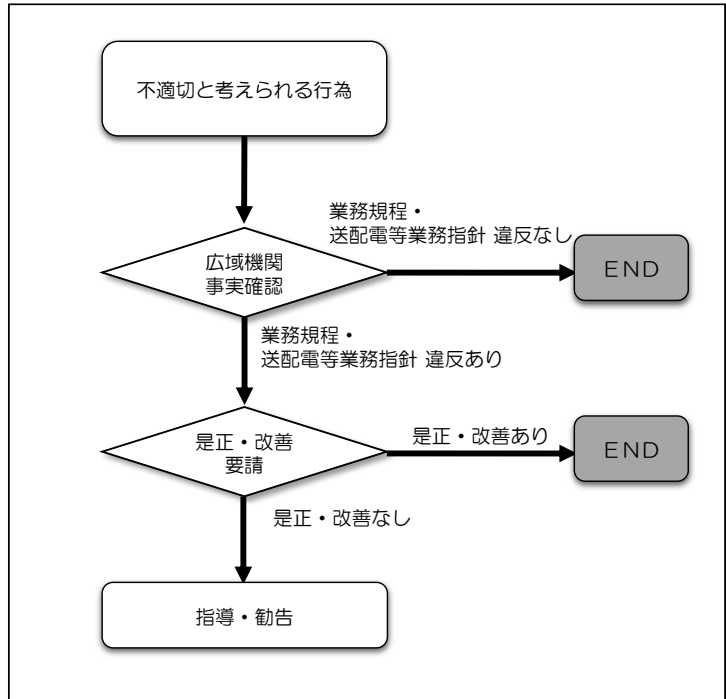 不適切と考えられる行為
業務規程・
送配電等業務指針 違反なし
広域機関
事実確認
END
業務規程・
送配電等業務指針 違反あり
是正・改善
要請
是正・改善あり
END
是正・改善なし
指導・勧告